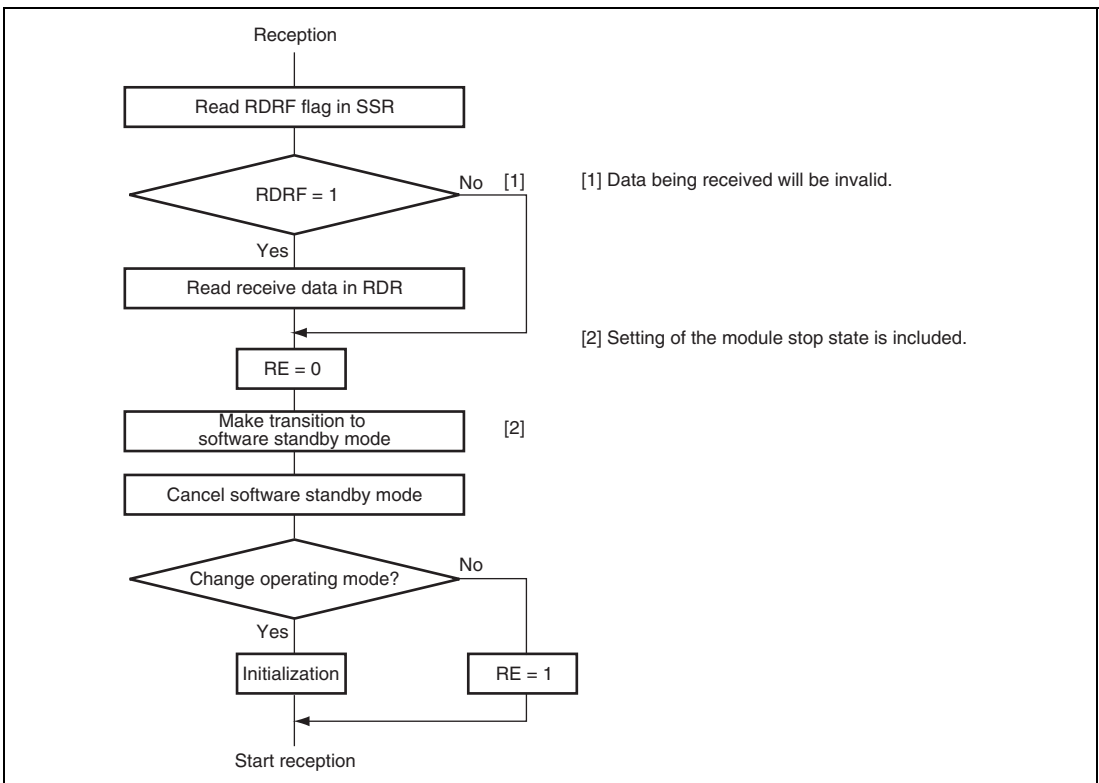 Reception
Read RDRF flag in SSR
RDRF = 1
No
[1]
[1] Data being received will be invalid.
Yes
Read receive data in RDR
[2] Setting of the module stop state is included.
RE = 0
Make transition to
software standby mode
[2]
Cancel software standby mode
Change operating mode?
No
Yes
Initialization
RE = 1
Start reception